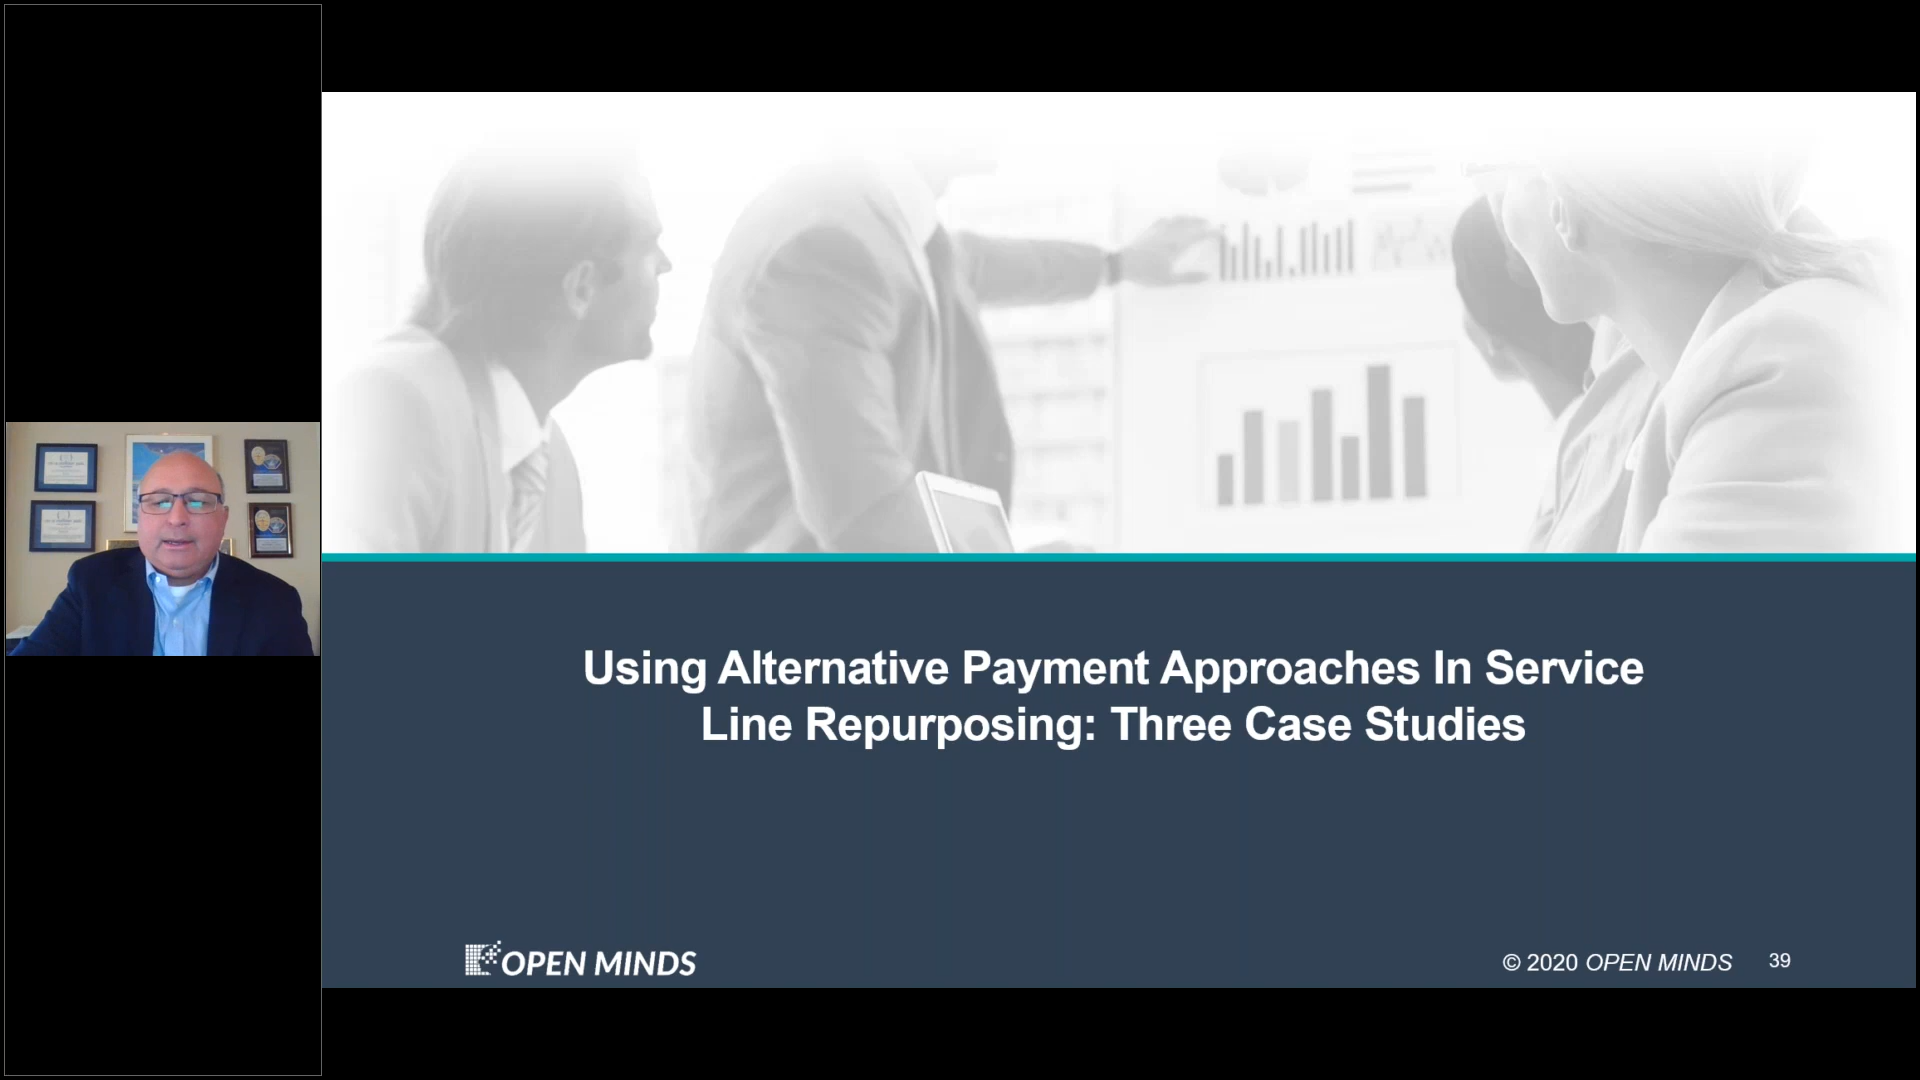 Using Alternative Payment Approaches In Service
Line Repurposing: Three Case Studies
OPEN MINDS
© 2020 OPEN MINDS 39